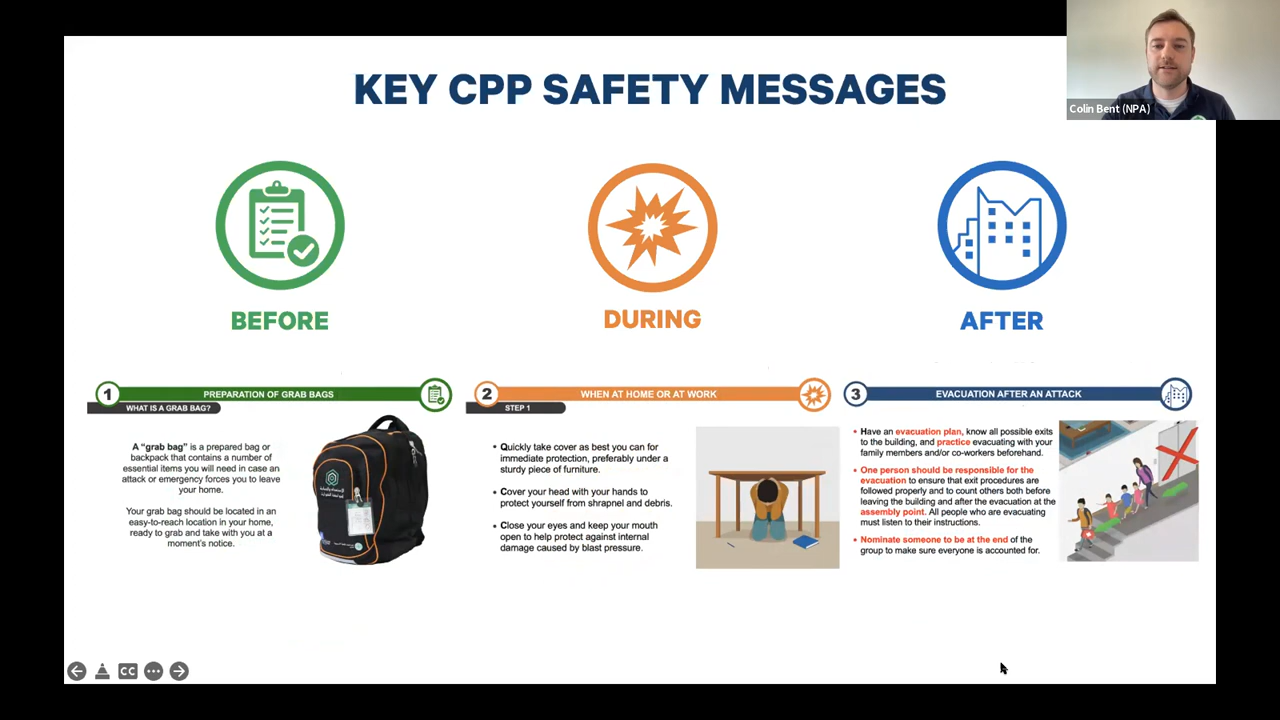 KEY CPP SAFETY MESSAGES
Colin Bent (NPA)
BEFORE
DURING
AFTER
1
PREPARATION OF GRAB BAGS
WHAT IS A GRAB BAG?
A “grab bag” is a prepared bag or
backpack that contains a number of
essential items you will need in case an
attack or emergency forces you to leave
your home.
Your grab bag should be located in an
easy-to-reach location in your home,
ready to grab and take with you at a
moment's notice.
2
WHEN AT HOME OR AT WORK
STEP 1
• Quickly take cover as best you can for
immediate protection, preferably under a
sturdy piece of furniture.
• Cover your head with your hands to
protect yourself from shrapnel and debris.
• Close your eyes and keep your mouth
open to help protect against internal
damage caused by blast pressure.
3
EVACUATION AFTER AN ATTACK
• Have an evacuation plan, know all possible exits
to the building, and practice evacuating with your
family members and/or co-workers beforehand.
• One person should be responsible for the
evacuation to ensure that exit procedures are
followed properly and to count others both before
leaving the building and after the evacuation at the
assembly point. All people who are evacuating
must listen to their instructions.
• Nominate someone to be at the end of the
group to make sure everyone is accounted for.
CC